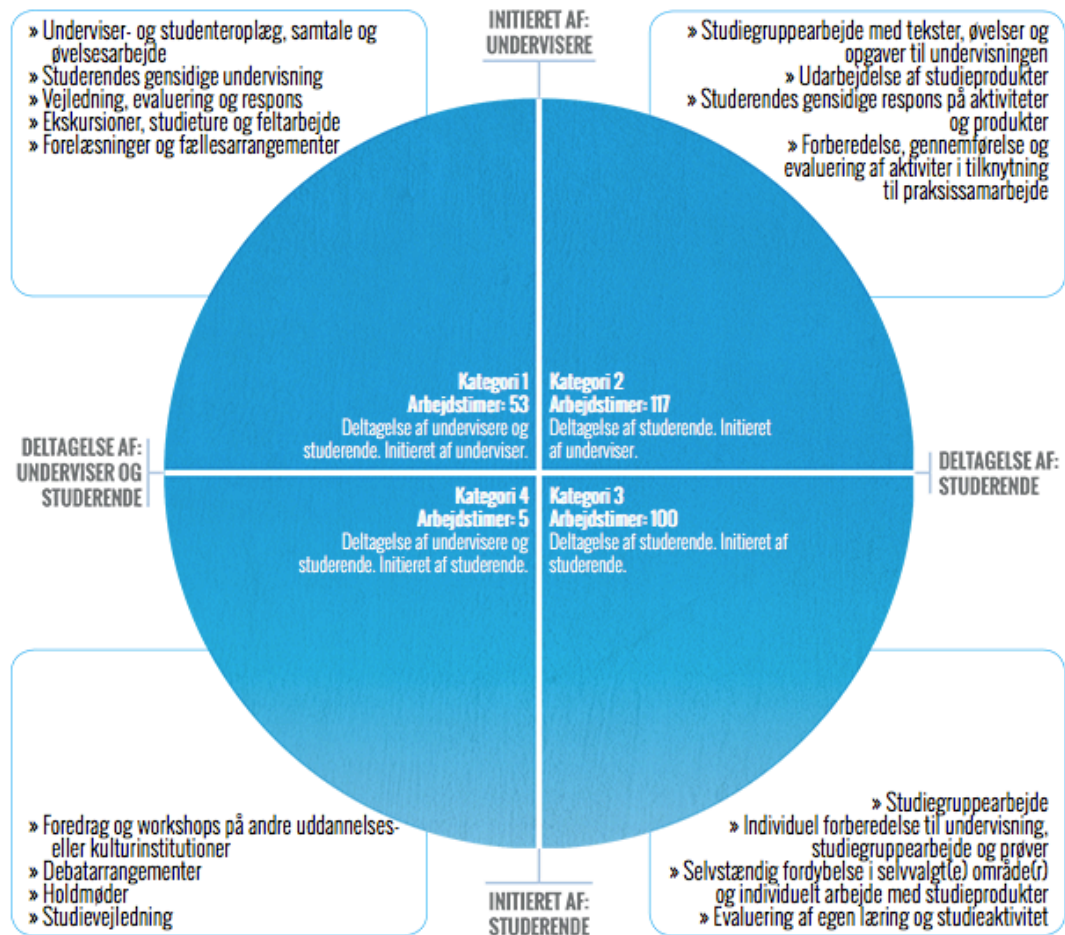 INITIERET AF:
UNDERVISERE
» Underviser- og studenteroplæg, samtale og
øvelsesarbejde
» Studerendes gensidige undervisning
» Vejledning, evaluering og respons
» Ekskursioner, studieture og feltarbejde
» Forelæsninger og fællesarrangementer
» Studiegruppearbejde med tekster, øvelser og
opgaver til undervisningen
» Udarbejdelse af studieprodukter
» Studerendes gensidige respons på aktiviteter
og produkter
» Forberedelse, gennemførelse og
evaluering af aktiviter i tilknytning
til praksissamarbejde
Kategori 1
Arbejdstimer: 53
Deltagelse af undervisere og
studerende. Initieret af underviser.
Kategori 2
Arbejdstimer: 117
Deltagelse af studerende. Initieret
af underviser.
DELTAGELSE AF:
UNDERVISER OG
STUDERENDE
DELTAGELSE AF:
STUDERENDE
Kategori 4
Arbejdstimer: 5
Deltagelse af undervisere og
studerende. Initieret af studerende.
Kategori 3
Arbejdstimer: 100
Deltagelse af studerende. Initieret af
studerende.
» Foredrag og workshops på andre uddannelses-
eller kulturinstitutioner
» Debatarrangementer
» Holdmøder
» Studievejledning
» Studiegruppearbejde
» Individuel forberedelse til undervisning,
studiegruppearbejde og prøver
» Selvstændig fordybelse i selvvalgt(e) område(r)
og individuelt arbejde med studieprodukter
» Evaluering af egen læring og studieaktivitet
INITIERET AF:
STUDERENDE